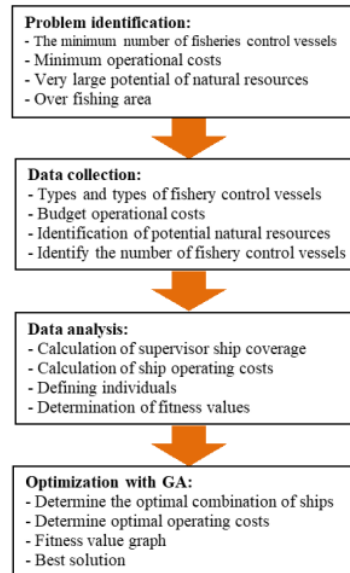 Problem identification:
- The minimum number of fisheries control vessels
- Minimum operational costs
- Very large potential of natural resources
- Over fishing area
Data collection:
- Types and types of fishery control vessels
- Budget operational costs
- Identification of potential natural resources
- Identify the number of fishery control vessels
Data analysis:
- Calculation of supervisor ship coverage
- Calculation of ship operating costs
- Defining individuals
- Determination of fitness values
Optimization with GA:
- Determine the optimal combination of ships
- Determine optimal operating costs
- Fitness value graph
- Best solution